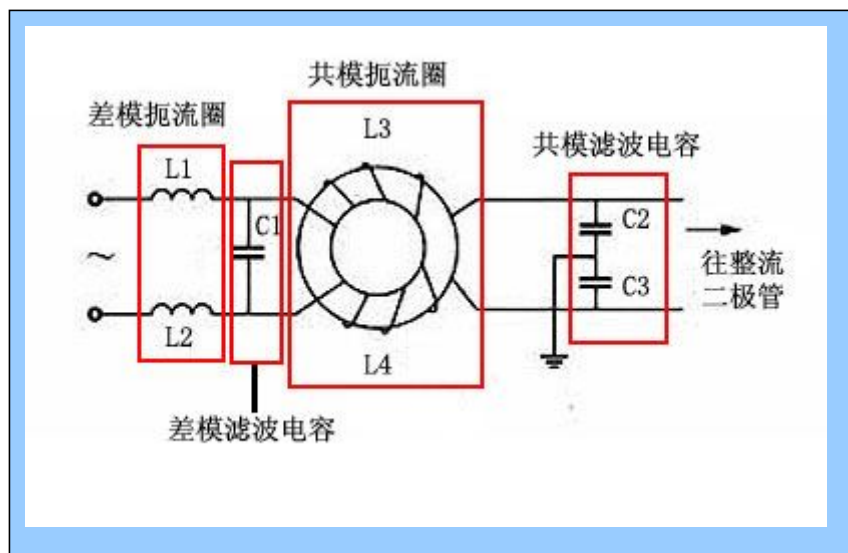 共模扼流圈
差模扼流圈
L3
共模滤波电容
L1
C1
C2
～
往整流
二极管
C3
L2
L4
差模滤波电容